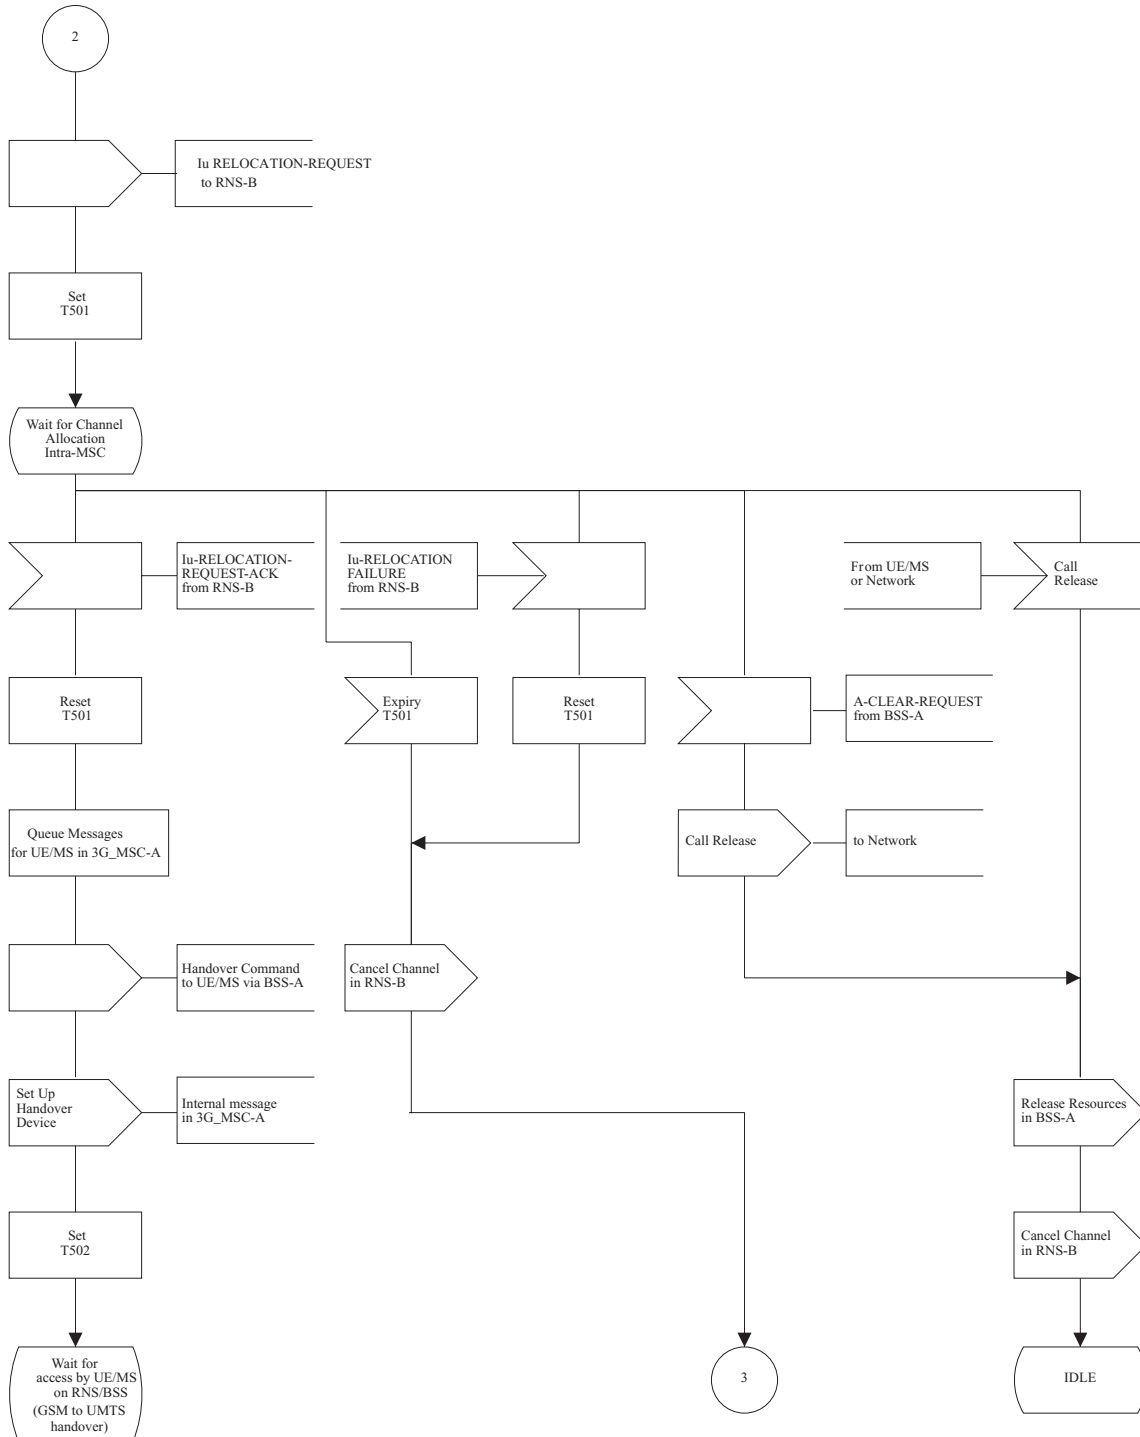 2
Iu RELOCATION-REQUEST
to RNS-B
Set
T501
Wait for Channel
Allocation
Intra-MSC
Iu-RELOCATION-
REQUEST-ACK
from RNS-B
Iu-RELOCATION
FAILURE
from RNS-B
From UE/MS
or Network
Call
Release
Reset
T501
Expiry
T501
Reset
T501
A-CLEAR-REQUEST
from BSS-A
Queue Messages
for UE/MS in 3G_MSC-A
Call Release
to Network
Handover Command
to UE/MS via BSS-A
Cancel Channel
in RNS-B
Set Up
Handover
Device
Internal message
in 3G_MSC-A
Release Resources
in BSS-A
Set
T502
Cancel Channel
in RNS-B
Wait for
access by UE/MS
on RNS/BSS
(GSM to UMTS
handover)
3
IDLE